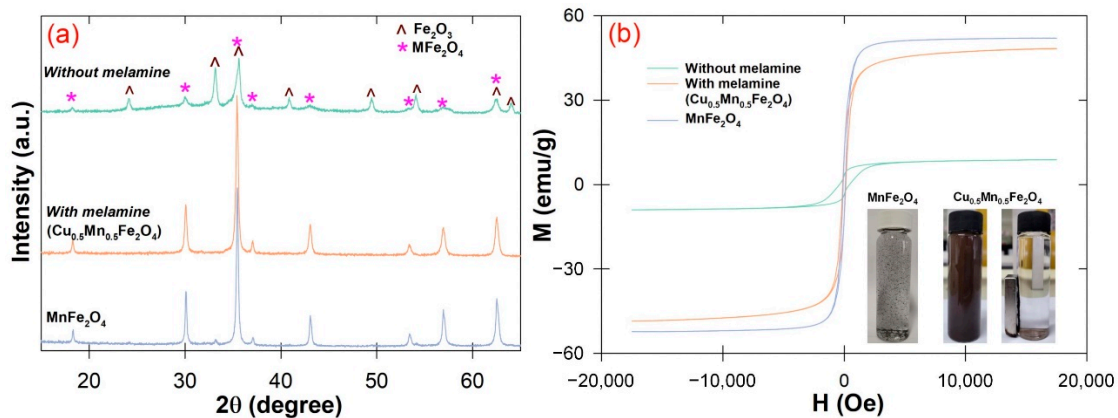 (a)
^ Fe₂O₃
* MFe₂O₄
Without melamine
With melamine
(Cu₀.₅Mn₀.₅Fe₂O₄)
MnFe₂O₄
Intensity (a.u.)
20 30 40 50 60
2θ (degree)
(b)
60
30
0
−30
−60
M (emu/g)
Without melamine
With melamine
(Cu₀.₅Mn₀.₅Fe₂O₄)
MnFe₂O₄
MnFe₂O₄ Cu₀.₅Mn₀.₅Fe₂O₄
−20,000 −10,000 0 10,000 20,000
H (Oe)